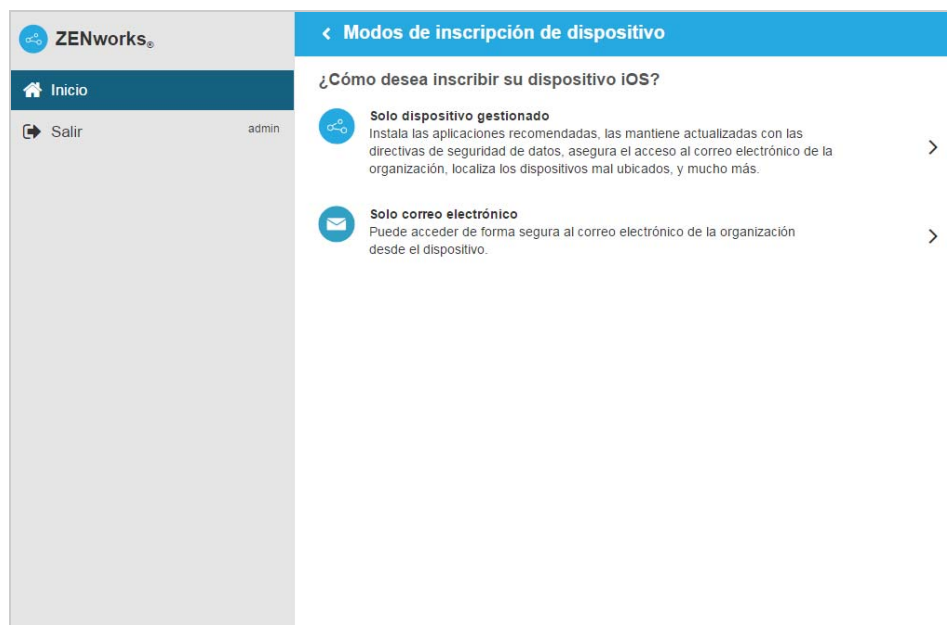 ZENworks®
Inicio
Salir
admin
Modos de inscripción de dispositivo
¿Cómo desea inscribir su dispositivo iOS?
Solo dispositivo gestionado
Instala las aplicaciones recomendadas, las mantiene actualizadas con las
directivas de seguridad de datos, asegura el acceso al correo electrónico de la
organización, localiza los dispositivos mal ubicados, y mucho más.
Solo correo electrónico
Puede acceder de forma segura al correo electrónico de la organización
desde el dispositivo.